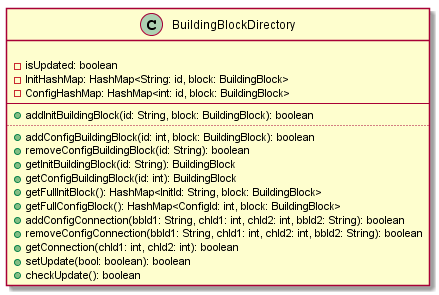 C BuildingBlockDirectory
isUpdated: boolean
InitHashMap: HashMap<String: id, block: BuildingBlock>
ConfigHashMap: HashMap<int: id, block: BuildingBlock>
addInitBuildingBlock(id: String, block: BuildingBlock): boolean
addConfigBuildingBlock(id: int, block: BuildingBlock): boolean
removeConfigBuildingBlock(id: String): boolean
getInitBuildingBlock(id: String): BuildingBlock
getConfigBuildingBlock(id: int): BuildingBlock
getFullInitBlock(): HashMap<InitId: String, block: BuildingBlock>
getFullConfigBlock(): HashMap<ConfigId: int, block: BuildingBlock>
addConfigConnection(bbId1: String, chId1: int, chId2: int, bbId2: String): boolean
removeConfigConnection(bbId1: String, chId1: int, chId2: int, bbId2: String): boolean
getConnection(chId1: int, chId2: int): boolean
setUpdate(bool: boolean): boolean
checkUpdate(): boolean